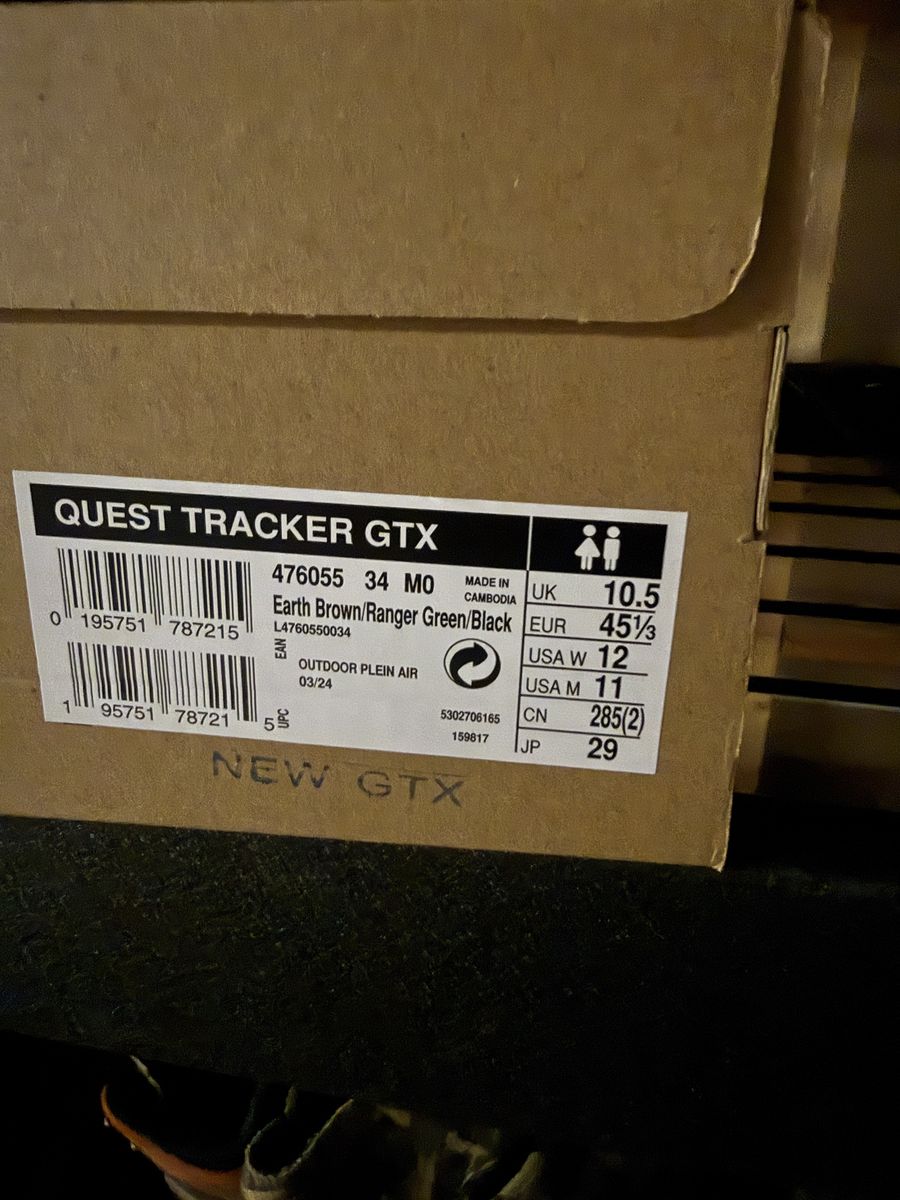 QUEST TRACKER GTX
476055 34 M0
MADE IN
CAMBODIA
Earth Brown/Ranger Green/Black
L4760550034
0 195751 787215
EAN
OUTDOOR PLEIN AIR
03/24
1 95751 78721 5
UPC
5302706165
159817
UK 10.5
EUR 45⅓
USA W 12
USA M 11
CN 285(2)
JP 29
NEW GTX